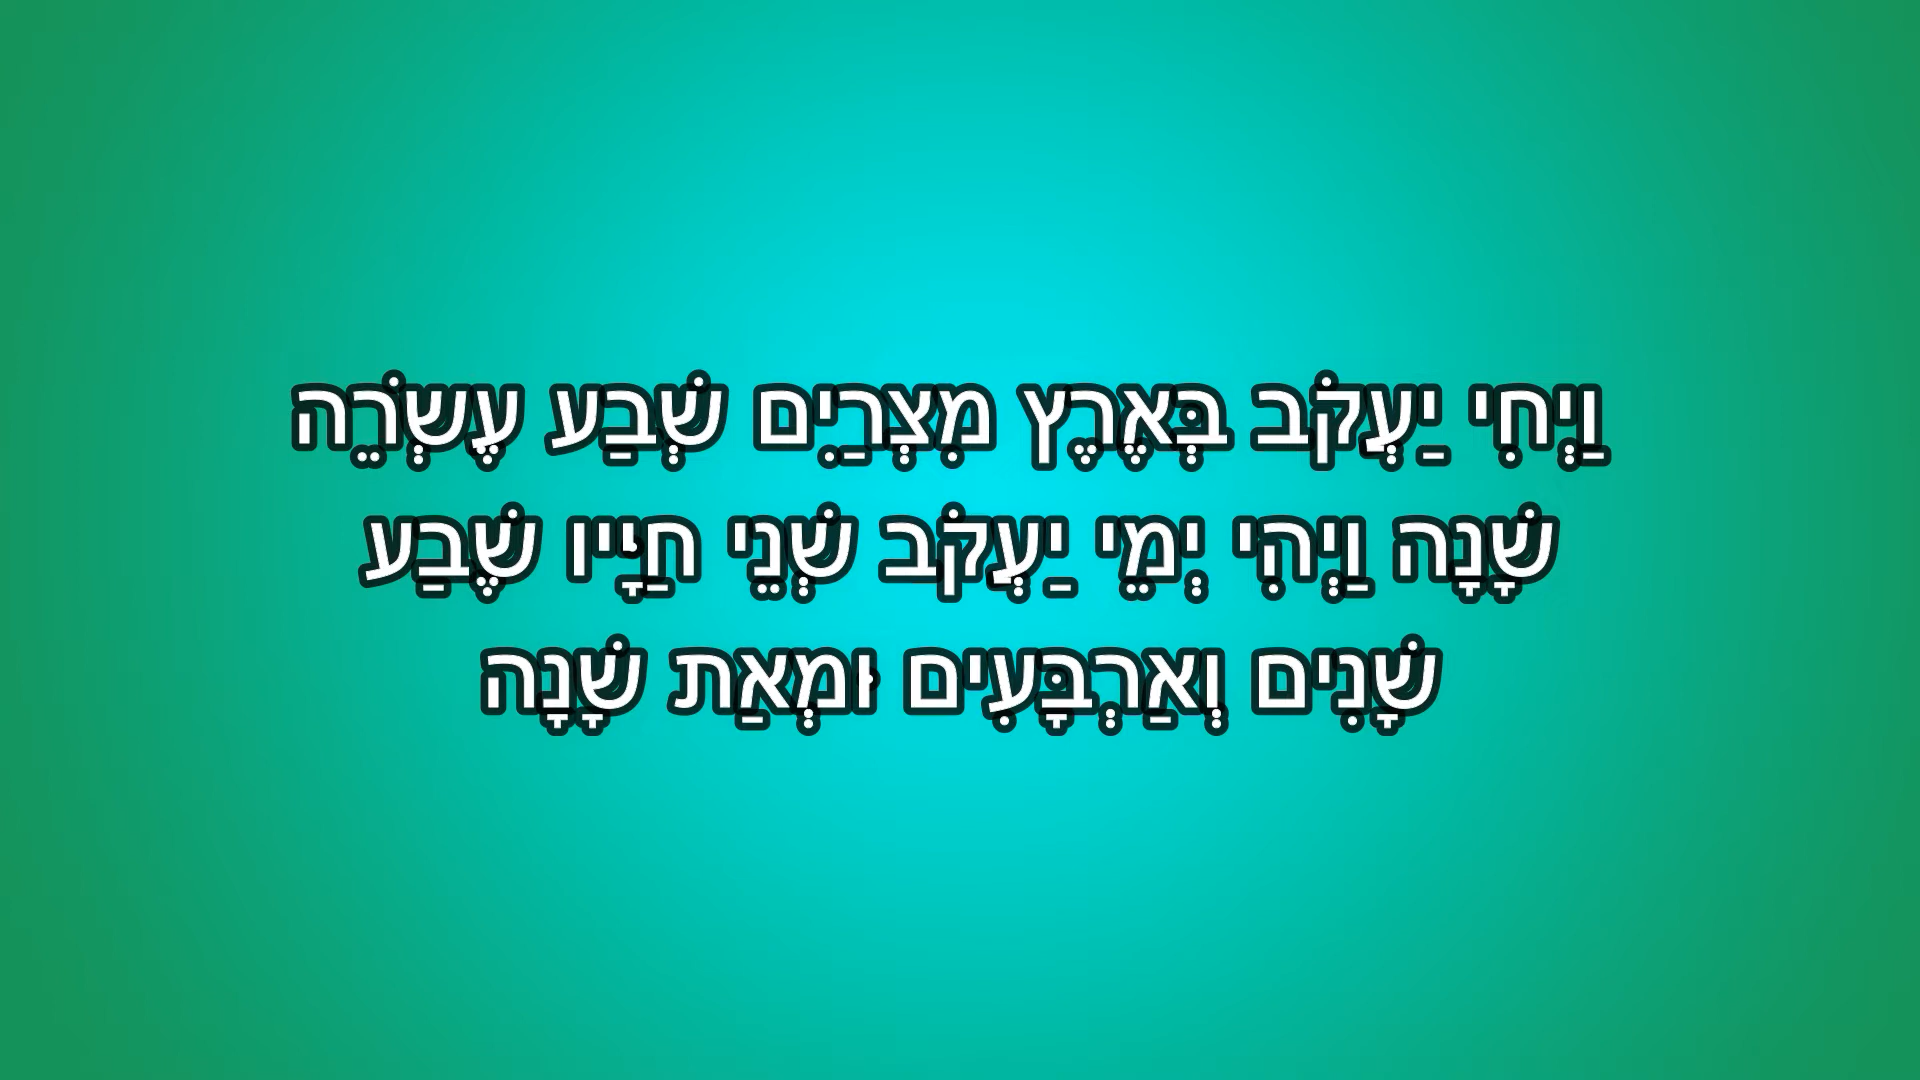 וַיְחִי יַעֲקֹב בְּאֶרֶץ מִצְרַיִם שְׁבַע עֶשְׂרֵה
שָׁנָה וַיְהִי יְמֵי יַעֲקֹב שְׁנֵי חַיָּיו שֶׁבַע
שָׁנִים וְאַרְבָּעִים וּמְאַת שָׁנָה